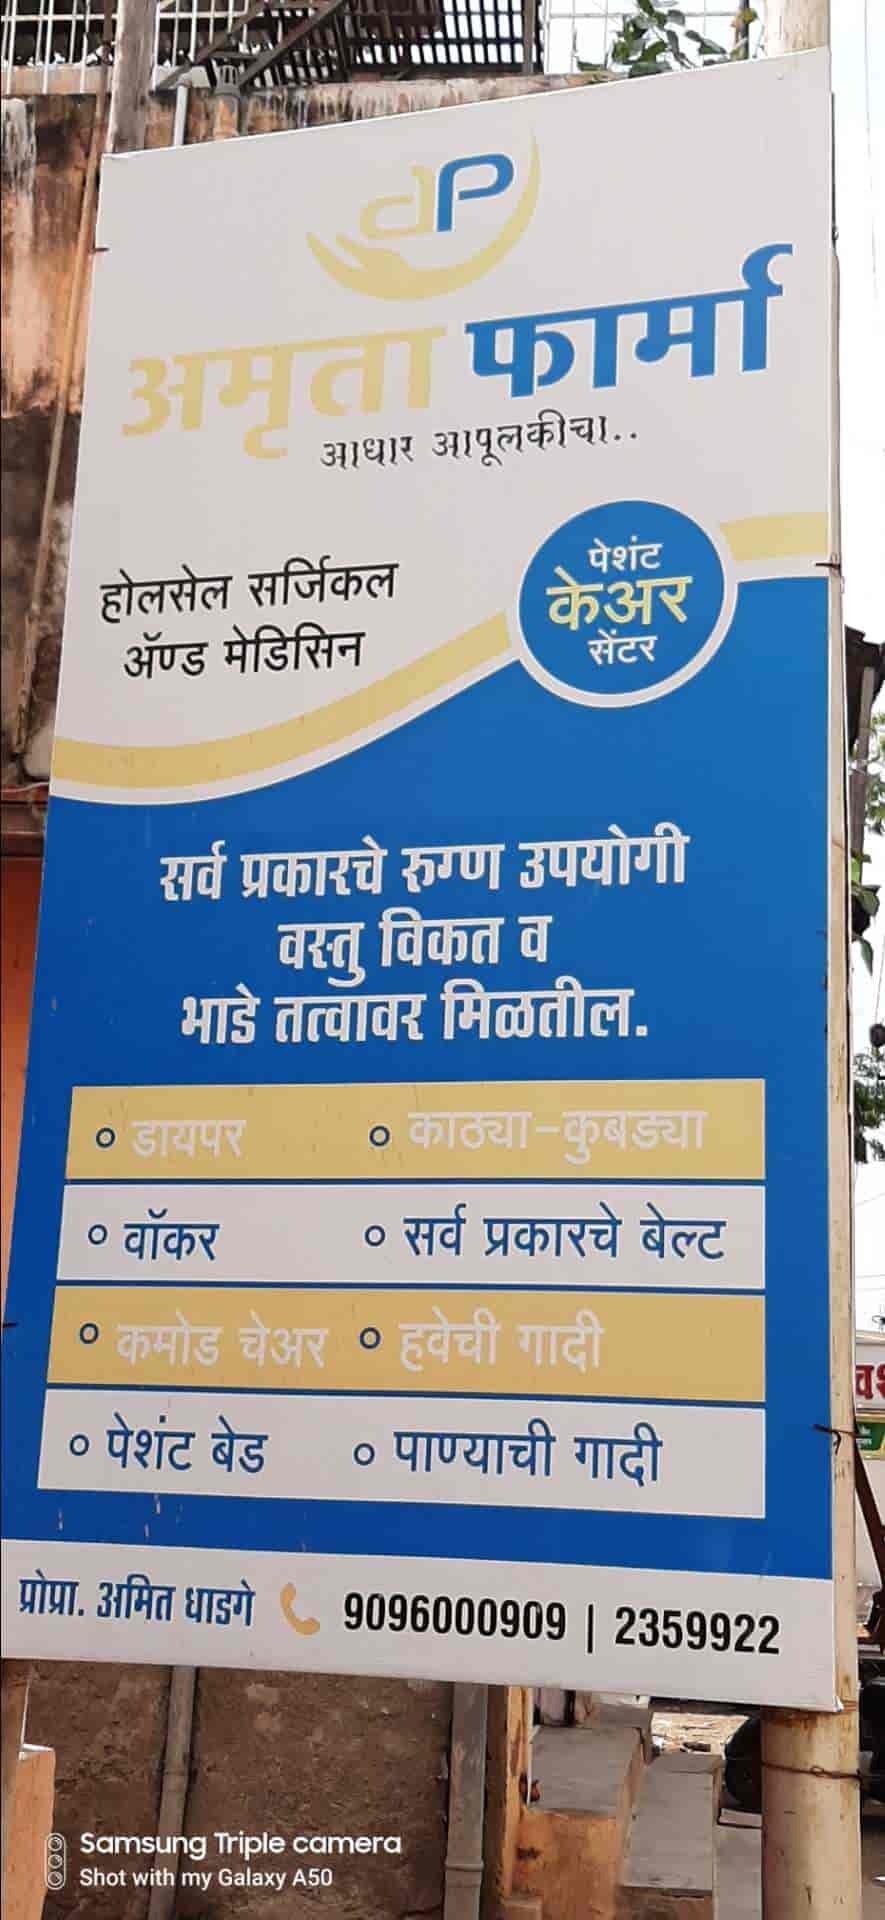 dP
अमृता फार्मा
आधार आपूलकीचा..
होलसेल सर्जिकल
ॲण्ड मेडिसिन
पेशंट
केअर
सेंटर
सर्व प्रकारचे रुग्ण उपयोगी
वस्तु विकत व
भाडे तत्वावर मिळतील.
डायपर
काठ्या-कुबड्या
वॉकर
सर्व प्रकारचे बेल्ट
कमोड चेअर
हवेची गादी
पेशंट बेड
पाण्याची गादी
प्रोप्रा. अमित धाडगे 9096000909 | 2359922
Samsung Triple camera
Shot with my Galaxy A50